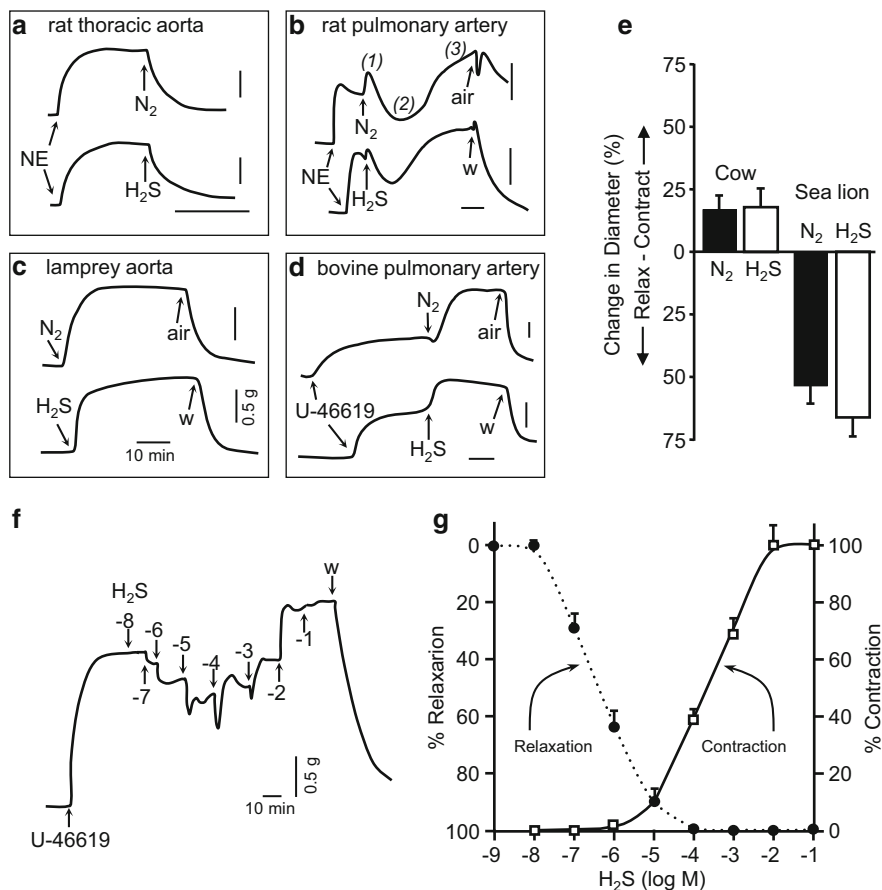 a rat thoracic aorta
N2
NE
H2S
b rat pulmonary artery
(1)
(2)
(3)
N2
air
NE
H2S
w
c lamprey aorta
N2
air
H2S
w
10 min
0.5 g
d bovine pulmonary artery
N2
air
U-46619
H2S
w
e
75
50
25
0
25
50
75
Change in Diameter (%)
Relax - Contract
Cow
N2 H2S
Sea lion
N2 H2S
f
H2S
-8
-7
-6
-5
-4
-3
-2
-1
w
U-46619
10 min
0.5 g
g
0
20
40
60
80
100
% Relaxarion
100
80
60
40
20
0
% Contraction
Relaxation
Contraction
-9 -8 -7 -6 -5 -4 -3 -2 -1
H2S (log M)